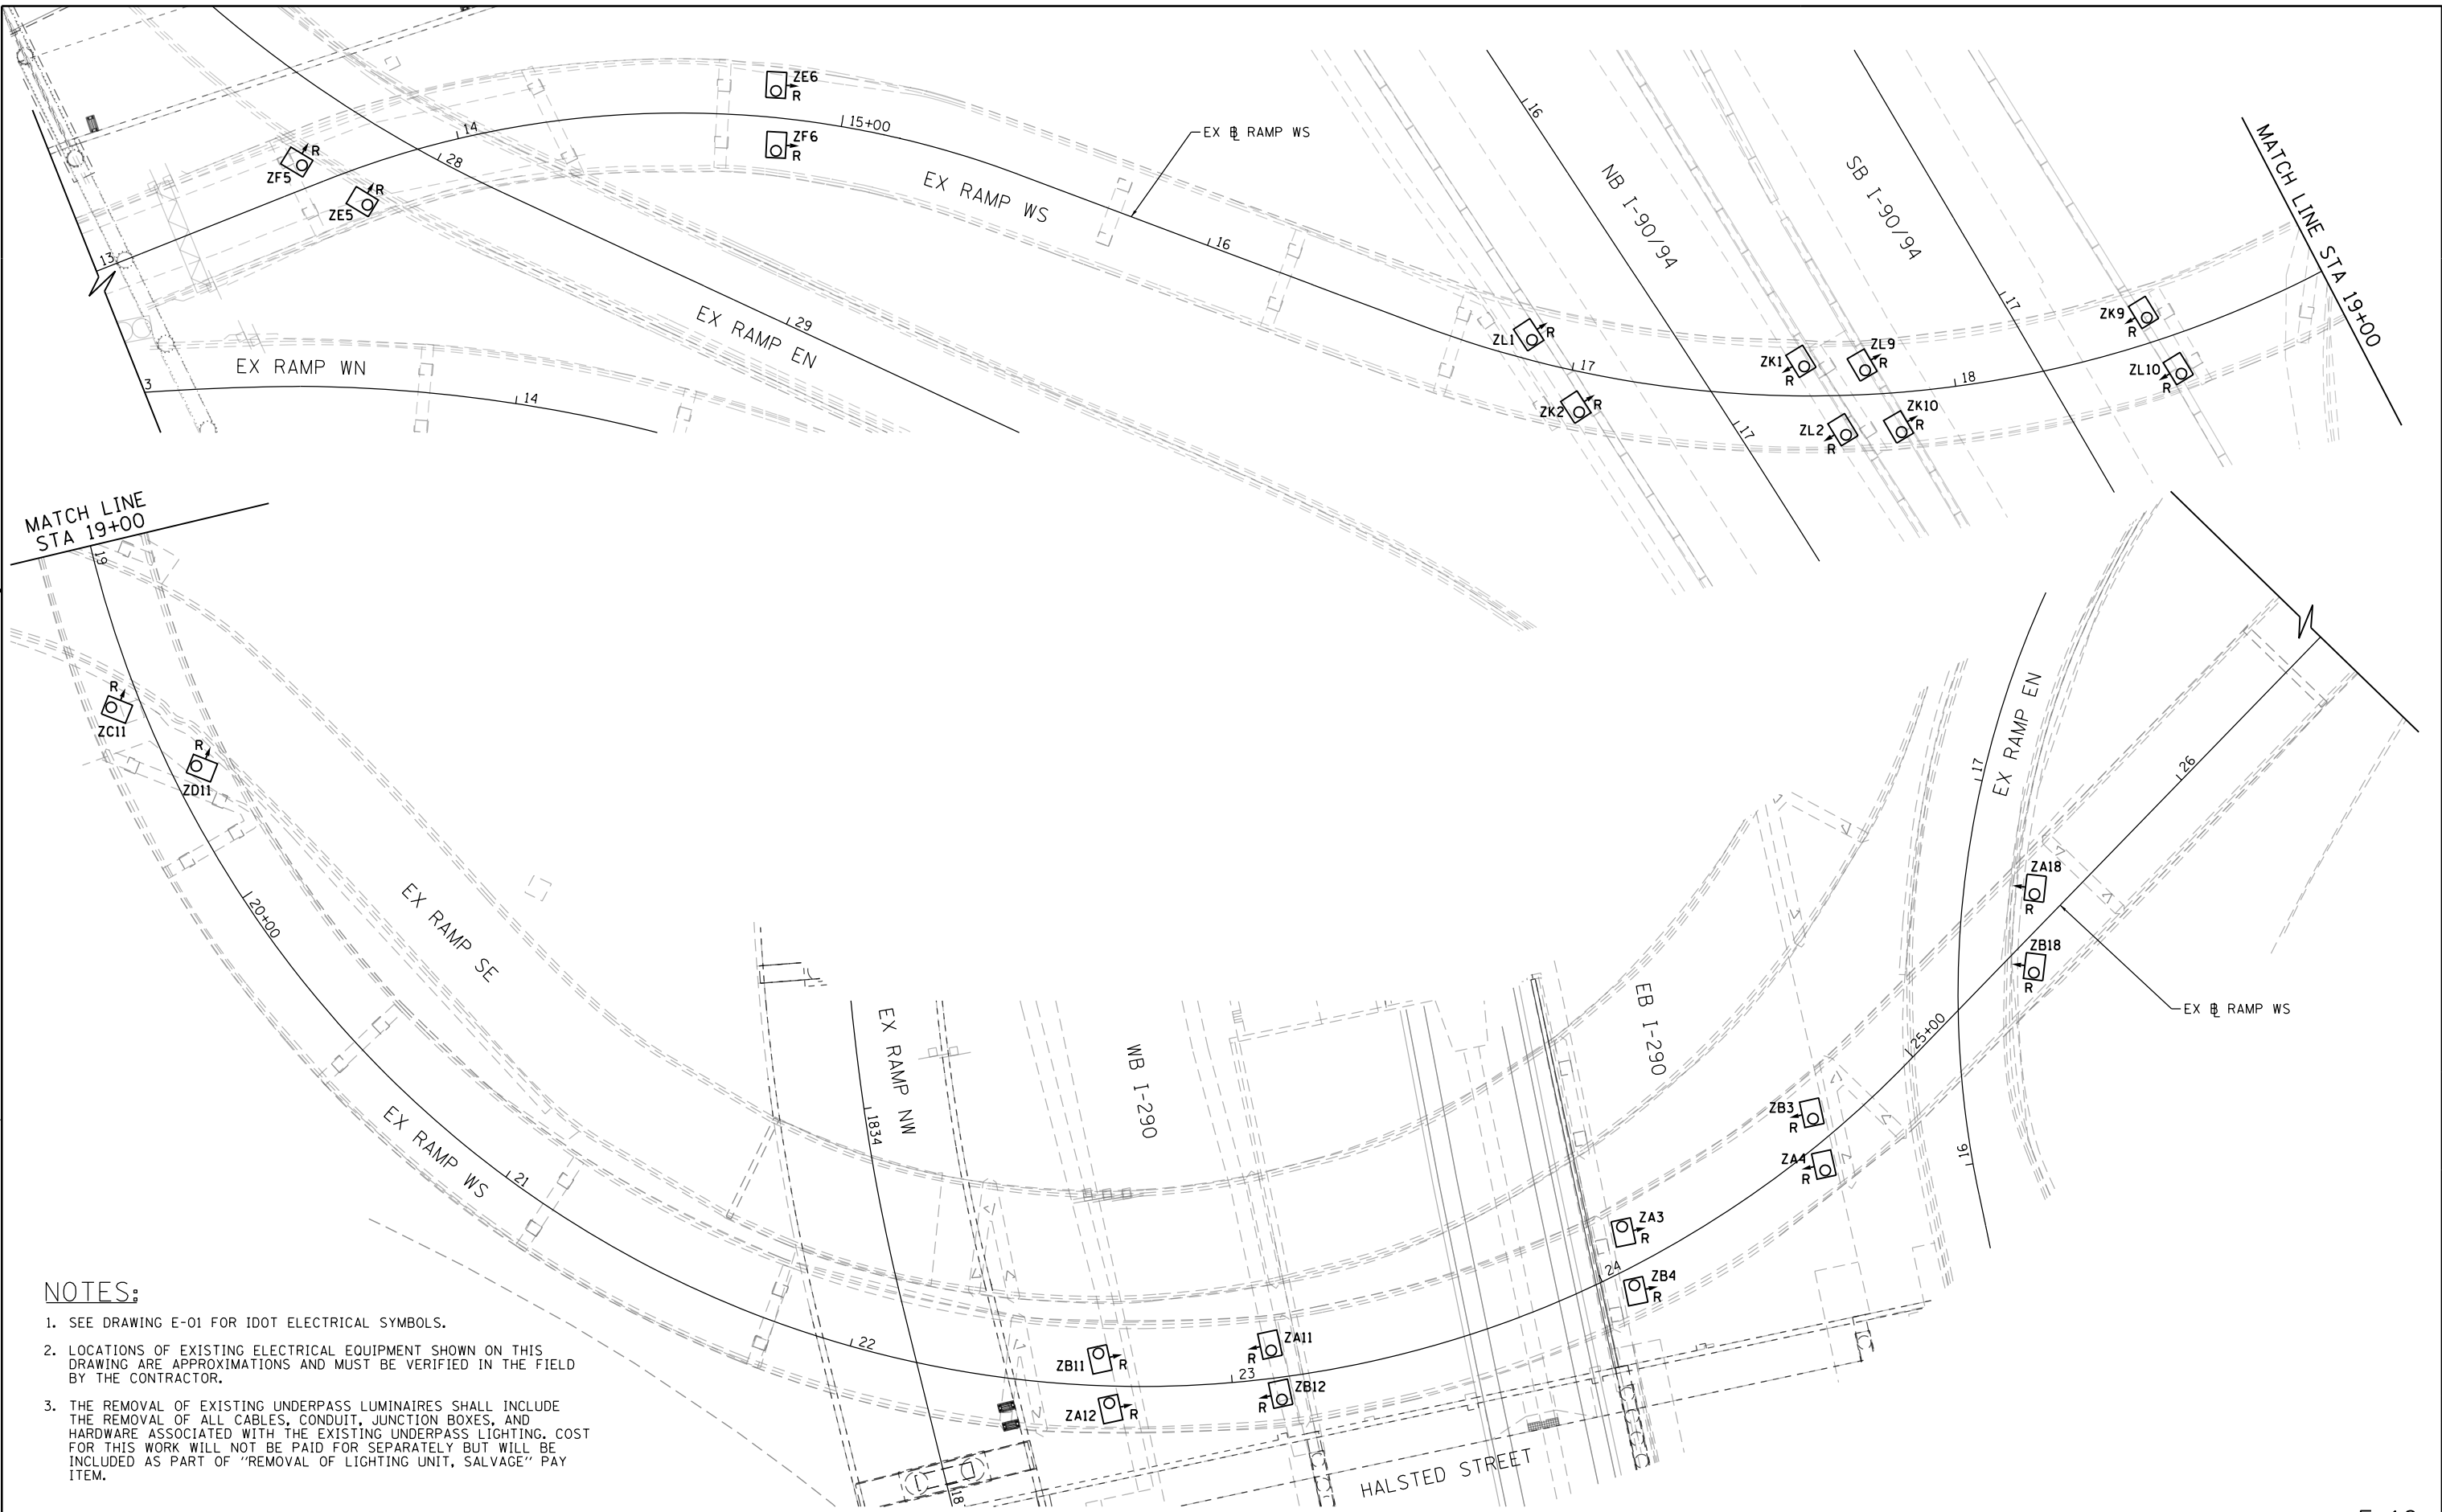 ZE6
R
ZF6
R
14
15+00
EX ⅊ RAMP WS
28
ZF5
R
ZE5
R
EX RAMP WS
13
16
29
EX RAMP EN
EX RAMP WN
3
14
16
NB I-90/94
SB I-90/94
17
17
MATCH LINE STA 19+00
ZL1
R
17
ZK2
R
ZK1
R
ZL9
R
18
ZL2
R
ZK10
R
ZK9
R
ZL10
R
MATCH LINE
STA 19+00
19
R
ZC11
R
ZD11
20+00
EX RAMP SE
EX RAMP WS
21
22
EX RAMP NW
1834
18
WB I-290
EB I-290
ZB11
R
ZA12
R
ZA11
R
23
ZB12
R
ZA3
R
24
ZB4
R
ZB3
R
ZA4
R
25+00
16
17
EX RAMP EN
26
ZA18
R
ZB18
R
EX ⅊ RAMP WS
HALSTED STREET
NOTES:
1. SEE DRAWING E-01 FOR IDOT ELECTRICAL SYMBOLS.
2. LOCATIONS OF EXISTING ELECTRICAL EQUIPMENT SHOWN ON THIS
DRAWING ARE APPROXIMATIONS AND MUST BE VERIFIED IN THE FIELD
BY THE CONTRACTOR.
3. THE REMOVAL OF EXISTING UNDERPASS LUMINAIRES SHALL INCLUDE
THE REMOVAL OF ALL CABLES, CONDUIT, JUNCTION BOXES, AND
HARDWARE ASSOCIATED WITH THE EXISTING UNDERPASS LIGHTING. COST
FOR THIS WORK WILL NOT BE PAID FOR SEPARATELY BUT WILL BE
INCLUDED AS PART OF "REMOVAL OF LIGHTING UNIT, SALVAGE" PAY
ITEM.